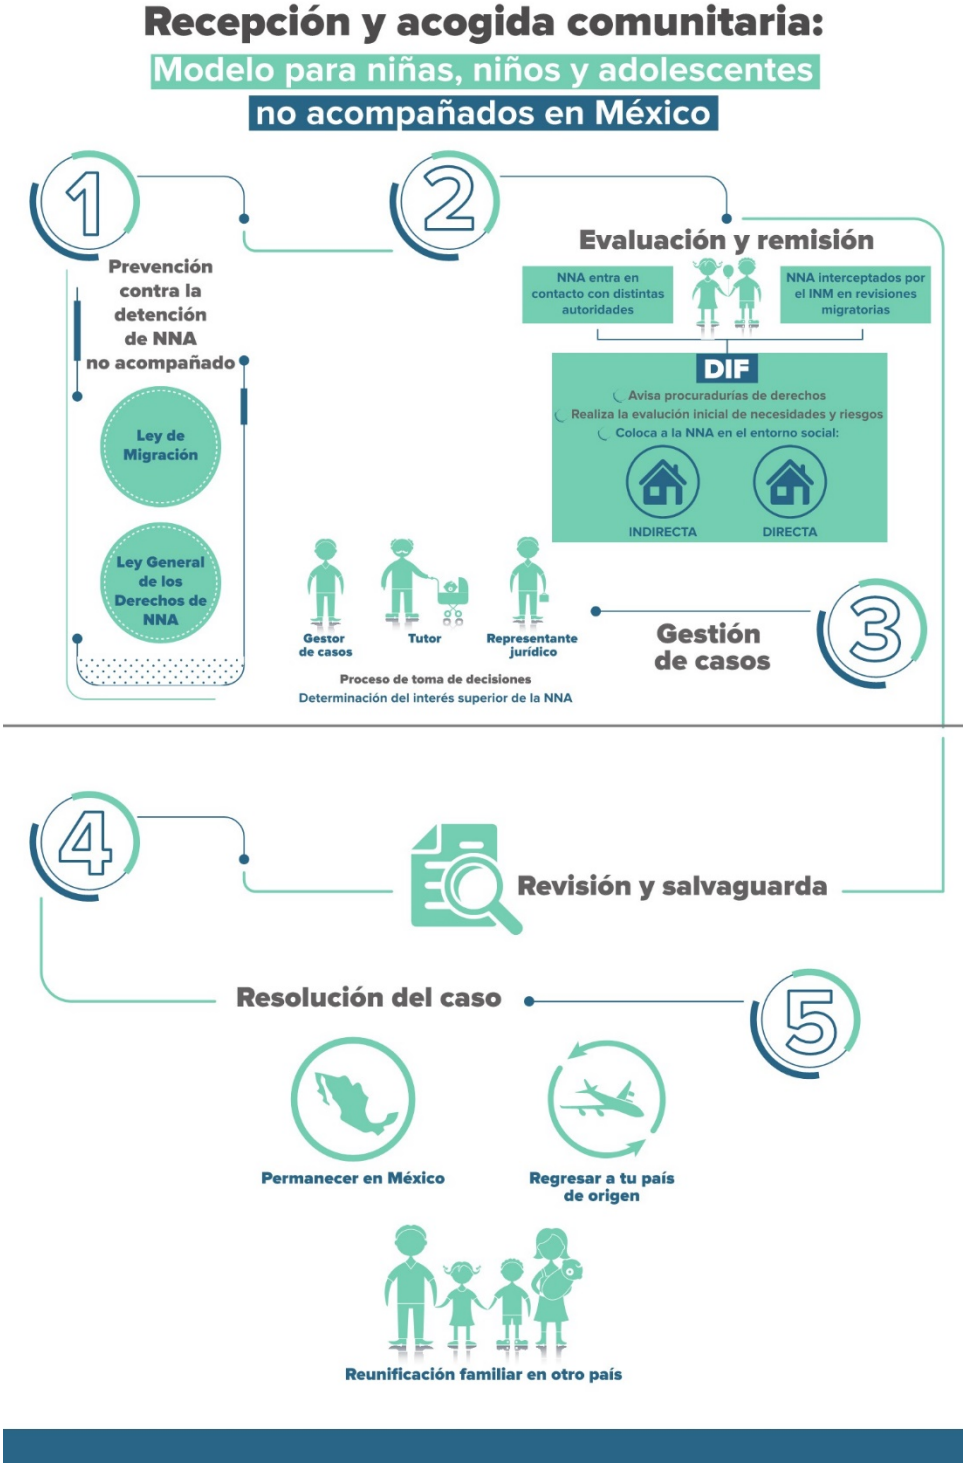 Recepción y acogida comunitaria:
Modelo para niñas, niños y adolescentes
no acompañados en México
1
Prevención
contra la
detención
de NNA
no acompañado
Ley de
Migración
Ley General
de los
Derechos de
NNA
2
Evaluación y remisión
NNA entra en
contacto con distintas
autoridades
NNA interceptados por
el INM en revisiones
migratorias
DIF
Avisa procuradurías de derechos
Realiza la evalución inicial de necesidades y riesgos
Coloca a la NNA en el entorno social:
INDIRECTA
DIRECTA
3
Gestión
de casos
Gestor
de casos
Tutor
Representante
jurídico
Proceso de toma de decisiones
Determinación del interés superior de la NNA
4
Revisión y salvaguarda
5
Resolución del caso
Permanecer en México
Regresar a tu país
de origen
Reunificación familiar en otro país